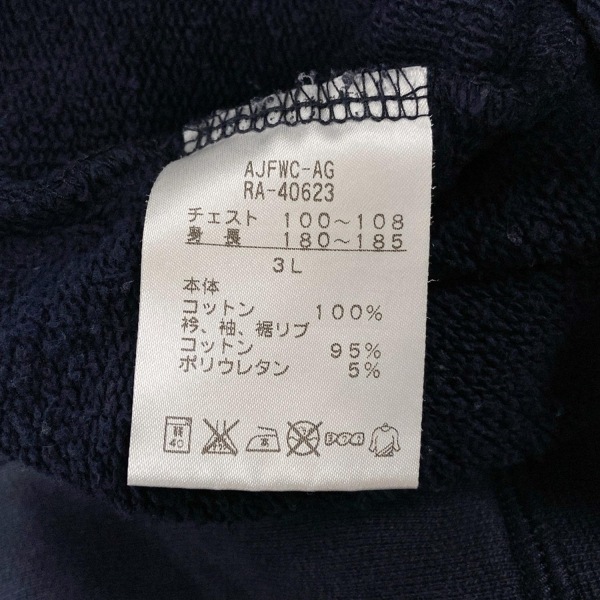 AJFWC-AG
RA-40623
チェスト 100～108
身長 180～185
3L
本体
コットン 100%
衿、袖、裾リブ
コットン 95%
ポリウレタン 5%
40